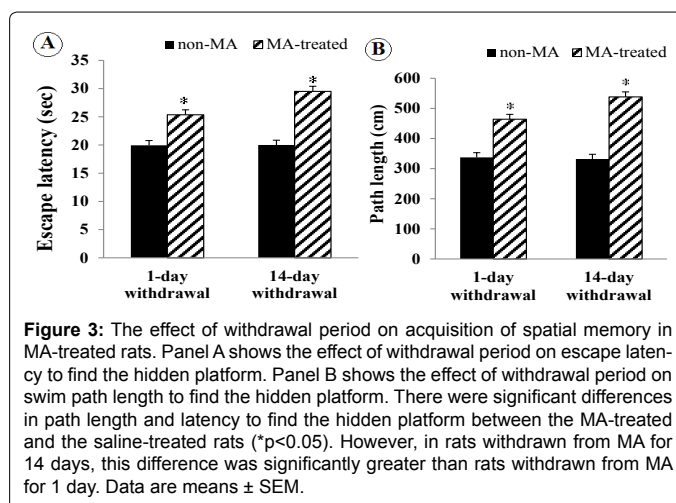 A
non-MA MA-treated
Escape latency (sec)
35
30
25
20
15
10
5
0
*
*
1-day
withdrawal
14-day
withdrawal
B
non-MA MA-treated
Path length (cm)
600
500
400
300
200
100
0
*
*
1-day
withdrawal
14-day
withdrawal
Figure 3: The effect of withdrawal period on acquisition of spatial memory in
MA-treated rats. Panel A shows the effect of withdrawal period on escape laten-
cy to find the hidden platform. Panel B shows the effect of withdrawal period on
swim path length to find the hidden platform. There were significant differences
in path length and latency to find the hidden platform between the MA-treated
and the saline-treated rats (*p<0.05). However, in rats withdrawn from MA for
14 days, this difference was significantly greater than rats withdrawn from MA
for 1 day. Data are means ± SEM.